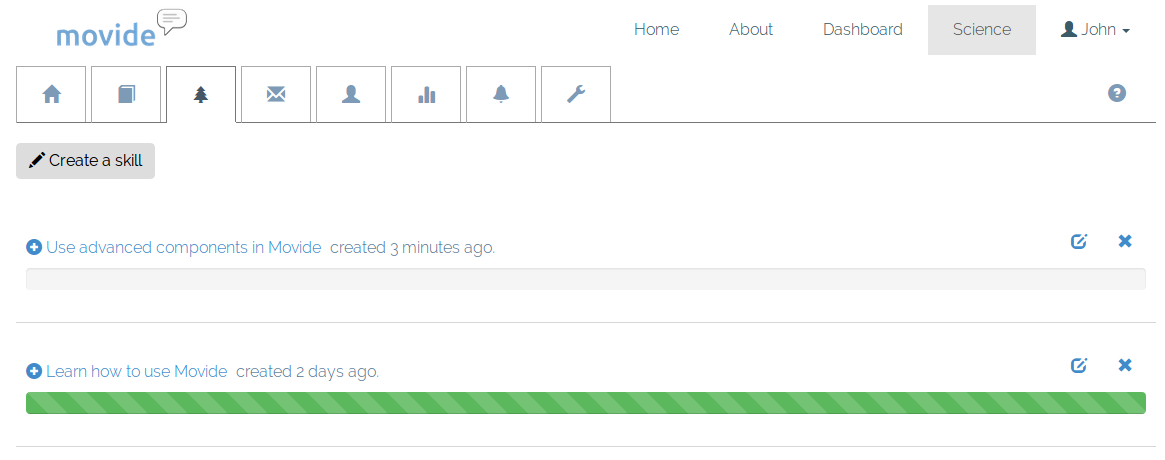 movide
Home About Dashboard Science John
Create a skill
Use advanced components in Movide created 3 minutes ago.
Learn how to use Movide created 2 days ago.